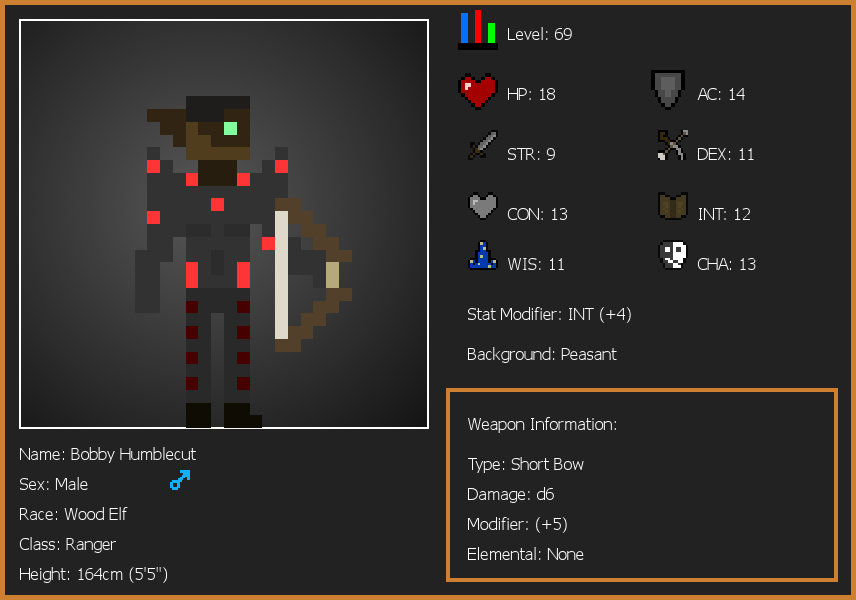 Level: 69
HP: 18
AC: 14
STR: 9
DEX: 11
CON: 13
INT: 12
WIS: 11
CHA: 13
Stat Modifier: INT (+4)
Background: Peasant
Weapon Information:
Type: Short Bow
Damage: d6
Modifier: (+5)
Elemental: None
Name: Bobby Humblecut
Sex: Male
Race: Wood Elf
Class: Ranger
Height: 164cm (5'5")